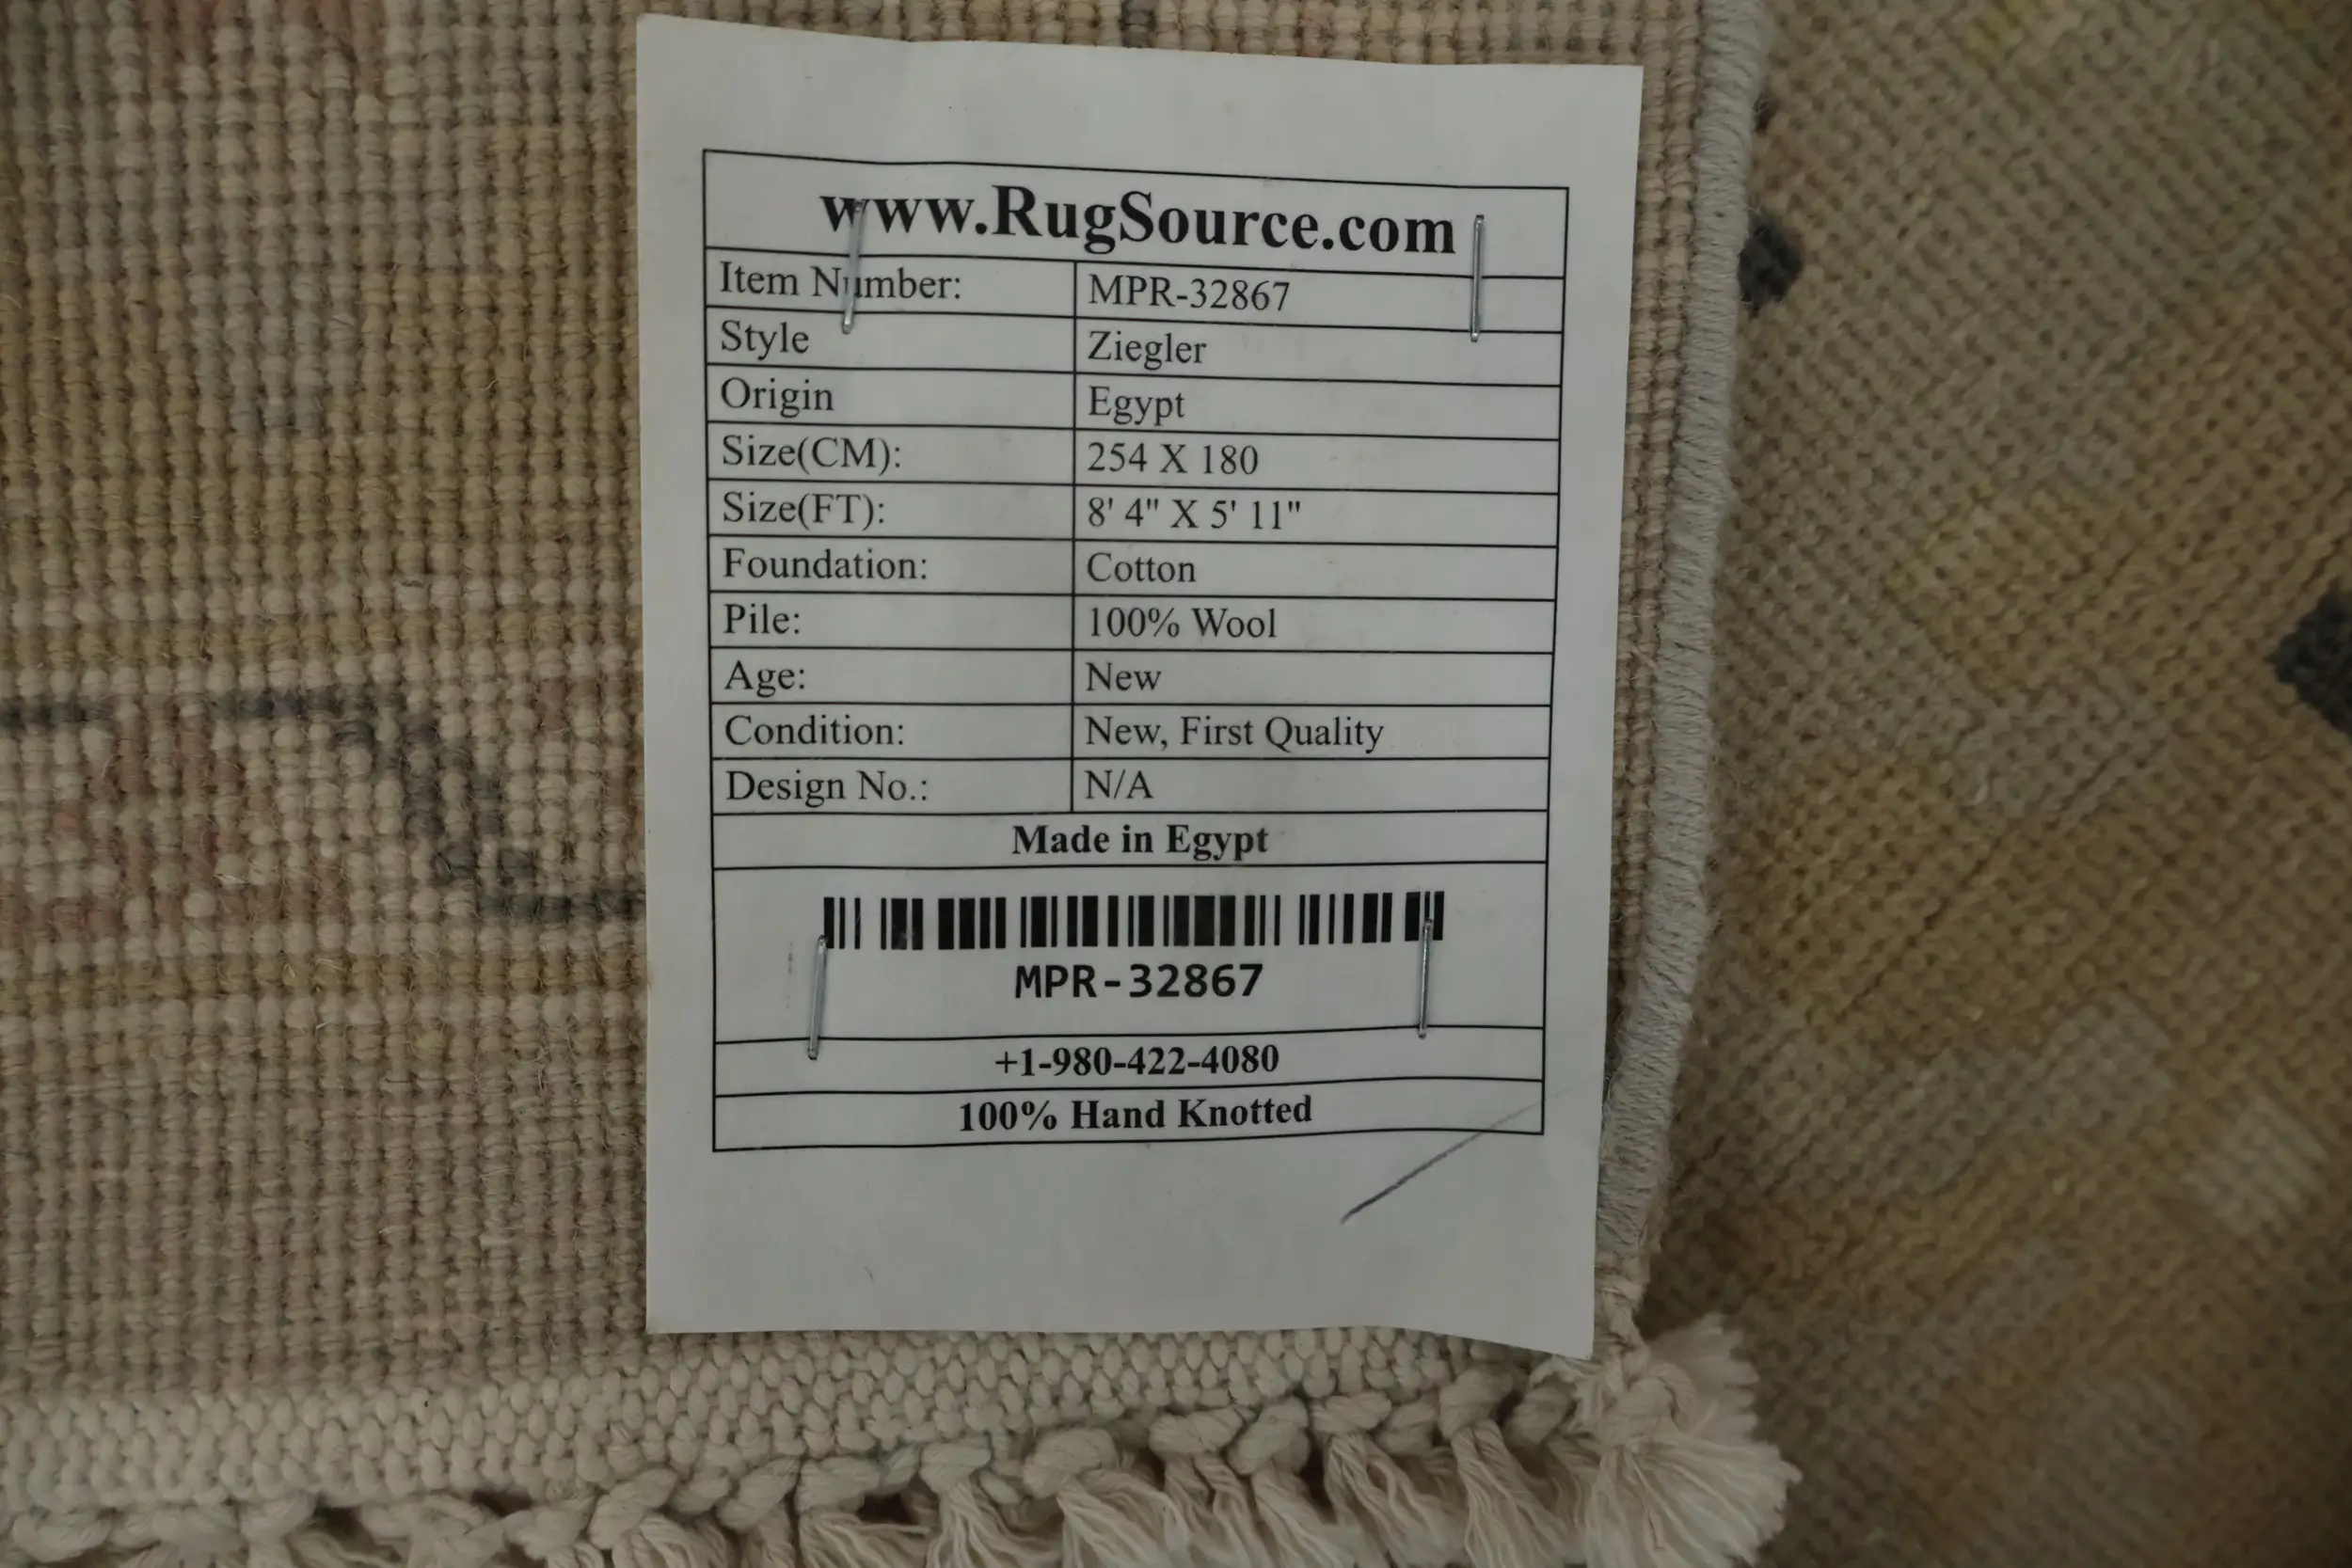 www.RugSource.com
Item Number: MPR-32867
Style Ziegler
Origin Egypt
Size(CM): 254 X 180
Size(FT): 8' 4" X 5' 11"
Foundation: Cotton
Pile: 100% Wool
Age: New
Condition: New, First Quality
Design No.: N/A
Made in Egypt
MPR-32867
+1-980-422-4080
100% Hand Knotted